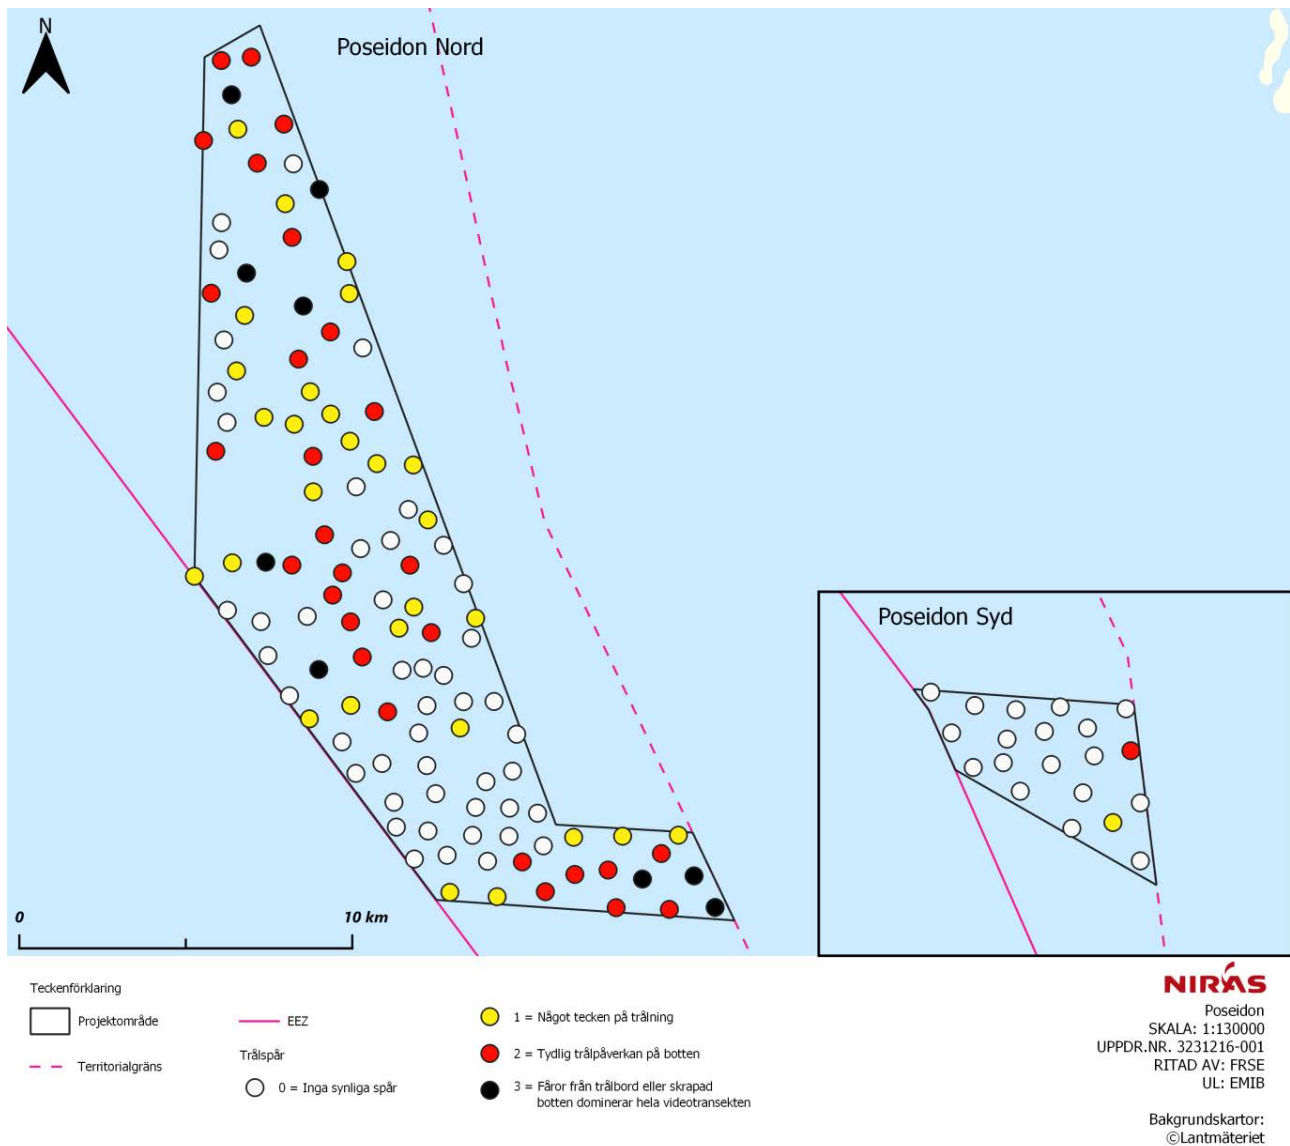 N
Poseidon Nord
Poseidon Syd
0
10 km
Teckenförklaring
Projektområde
Territorialgräns
EEZ
Trålspår
0 = Inga synliga spår
1 = Något tecken på trålning
2 = Tydlig trålpåverkan på botten
3 = Fåror från trålbord eller skrapad
botten dominerar hela videotransekten
NIRAS
Poseidon
SKALA: 1:130000
UPPDR.NR. 3231216-001
RITAD AV: FRSE
UL: EMIB
Bakgrundskartor:
©Lantmäteriet